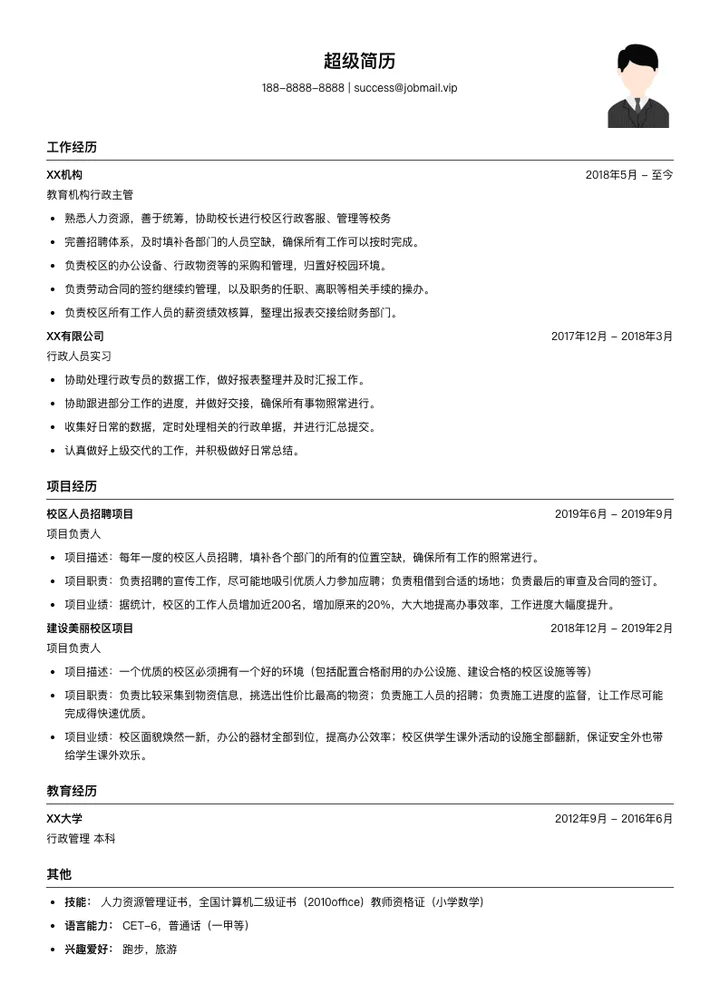 超级简历
188-8888-8888 | success@jobmail.vip
工作经历
XX机构 2018年5月 – 至今
教育机构行政主管
• 熟悉人力资源，善于统筹，协助校长进行校区行政客服、管理等校务
• 完善招聘体系，及时填补各部门的人员空缺，确保所有工作可以按时完成。
• 负责校区的办公设备、行政物资等的采购和管理，归置好校园环境。
• 负责劳动合同的签约继续约管理，以及职务的任职、离职等相关手续的操办。
• 负责校区所有工作人员的薪资绩效核算，整理出报表交接给财务部门。
XX有限公司 2017年12月 – 2018年3月
行政人员实习
• 协助处理行政专员的数据工作，做好报表整理并及时汇报工作。
• 协助跟进部分工作的进度，并做好交接，确保所有事物照常进行。
• 收集好日常的数据，定时处理相关的行政单据，并进行汇总提交。
• 认真做好上级交代的工作，并积极做好日常总结。
项目经历
校区人员招聘项目 2019年6月 – 2019年9月
项目负责人
• 项目描述：每年一度的校区人员招聘，填补各个部门的所有的位置空缺，确保所有工作的照常进行。
• 项目职责：负责招聘的宣传工作，尽可能地吸引优质人力参加应聘；负责租借到合适的场地；负责最后的审查及合同的签订。
• 项目业绩：据统计，校区的工作人员增加近200名，增加原来的20%，大大地提高办事效率，工作进度大幅度提升。
建设美丽校区项目 2018年12月 – 2019年2月
项目负责人
• 项目描述：一个优质的校区必须拥有一个好的环境（包括配置合格耐用的办公设施、建设合格的校区设施等等）
• 项目职责：负责比较采集到物资信息，挑选出性价比最高的物资；负责施工人员的招聘；负责施工进度的监督，让工作尽可能
完成得快速优质。
• 项目业绩：校区面貌焕然一新，办公的器材全部到位，提高办公效率；校区供学生课外活动的设施全部翻新，保证安全外也带
给学生课外欢乐。
教育经历
XX大学 2012年9月 – 2016年6月
行政管理 本科
其他
• 技能： 人力资源管理证书，全国计算机二级证书（2010office）教师资格证（小学数学）
• 语言能力： CET-6，普通话（一甲等）
• 兴趣爱好： 跑步，旅游